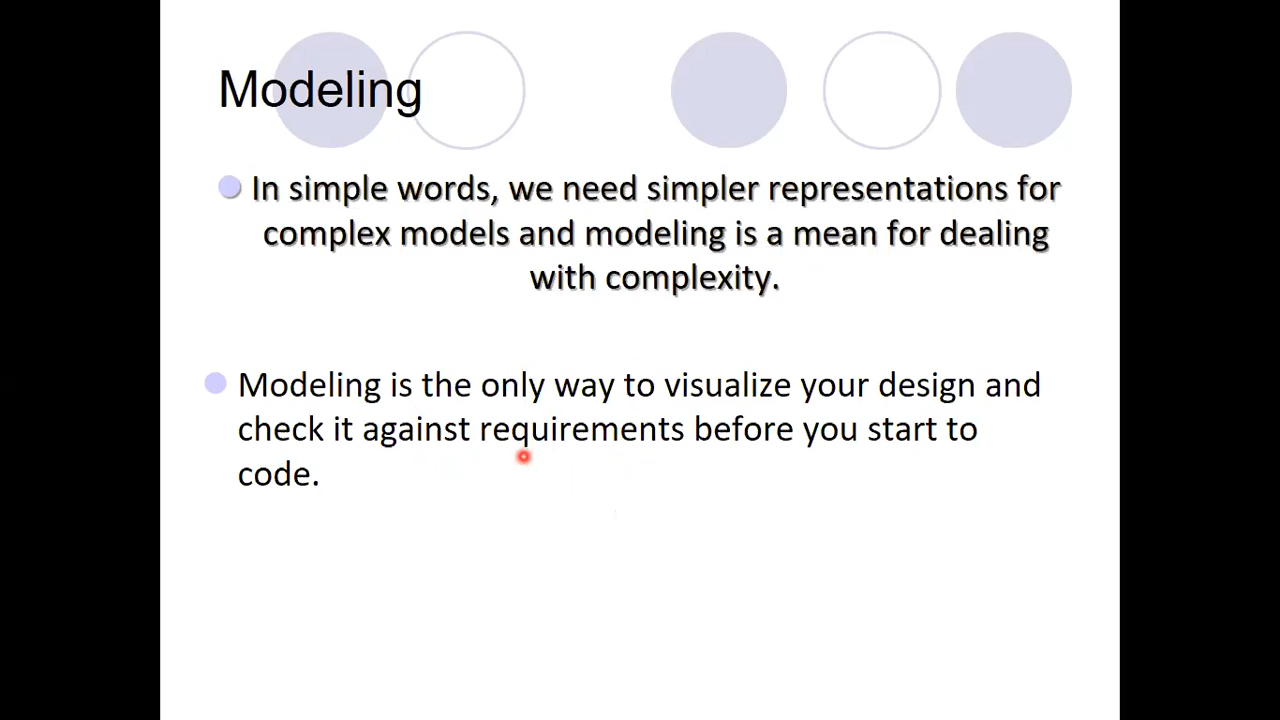 Modeling
In simple words, we need simpler representations for
complex models and modeling is a mean for dealing
with complexity.
Modeling is the only way to visualize your design and
check it against requirements before you start to
code.